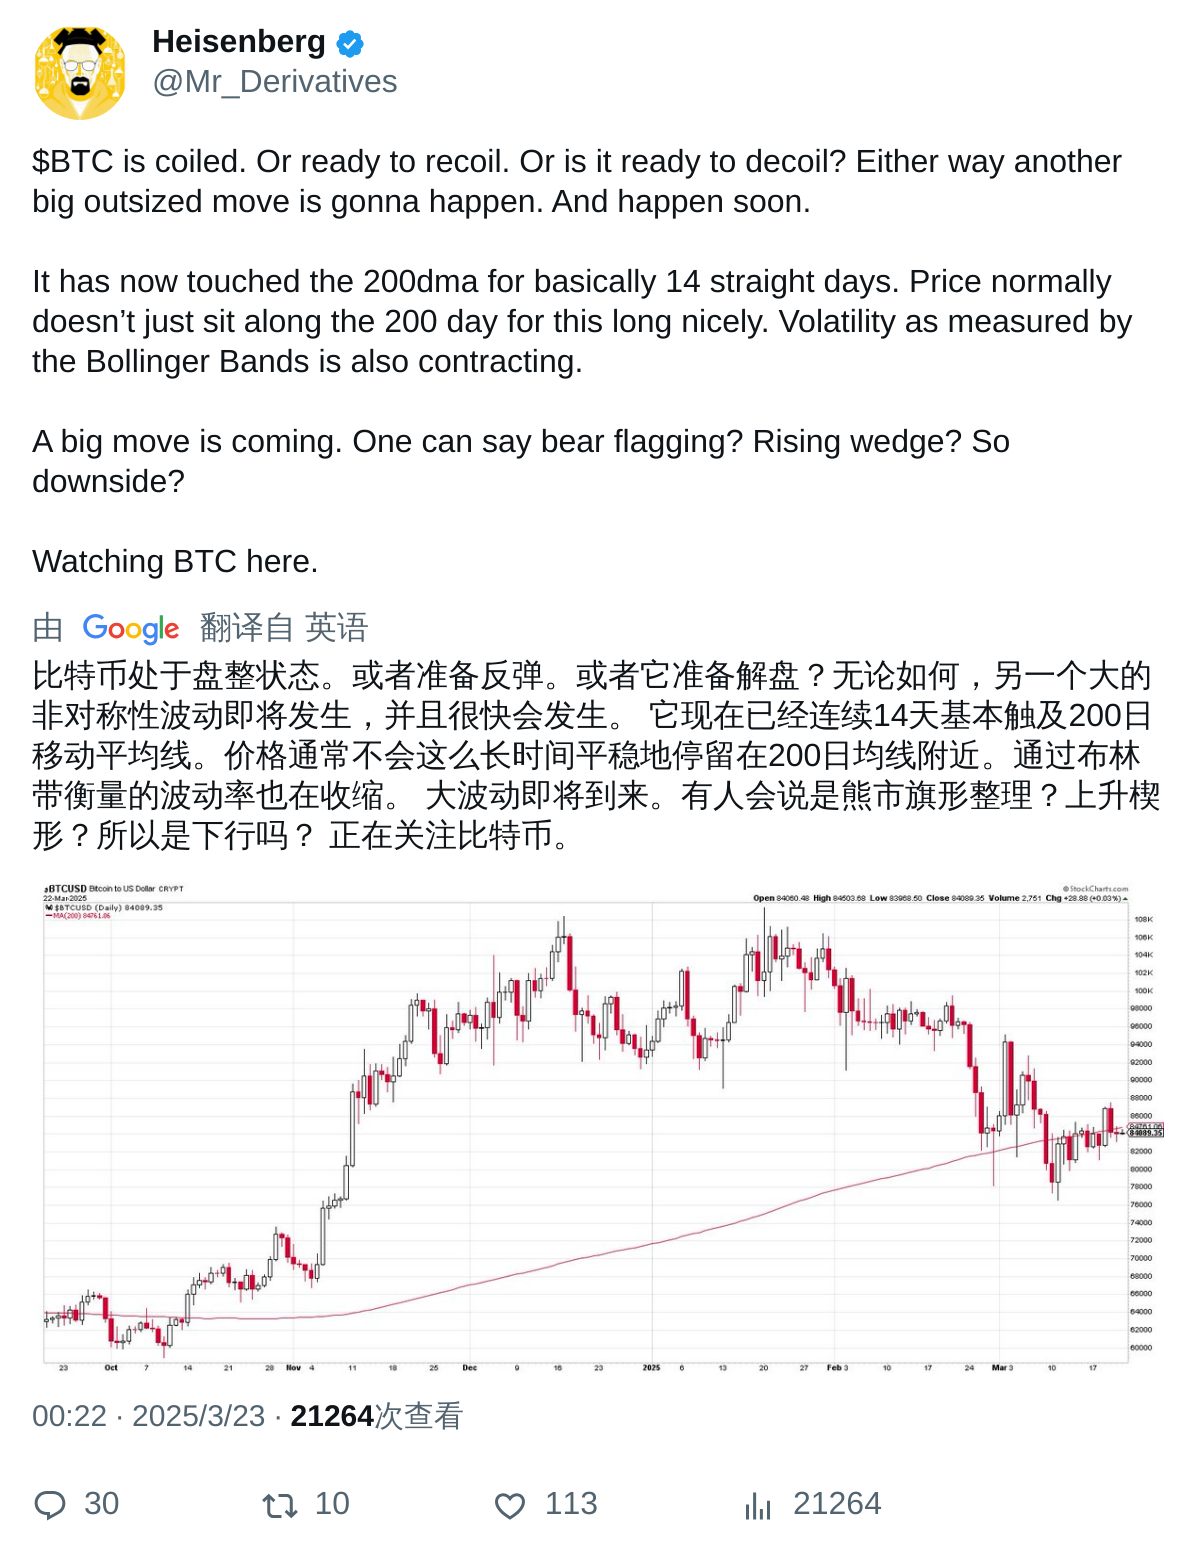 Heisenberg
@Mr_Derivatives
$BTC is coiled. Or ready to recoil. Or is it ready to decoil? Either way another
big outsized move is gonna happen. And happen soon.
It has now touched the 200dma for basically 14 straight days. Price normally
doesn’t just sit along the 200 day for this long nicely. Volatility as measured by
the Bollinger Bands is also contracting.
A big move is coming. One can say bear flagging? Rising wedge? So
downside?
Watching BTC here.
由 Google 翻译自 英语
比特币处于盘整状态。或者准备反弹。或者它准备解盘？无论如何，另一个大的
非对称性波动即将发生，并且很快会发生。 它现在已经连续14天基本触及200日
移动平均线。价格通常不会这么长时间平稳地停留在200日均线附近。通过布林
带衡量的波动率也在收缩。 大波动即将到来。有人会说是熊市旗形整理？上升楔
形？所以是下行吗？ 正在关注比特币。
$BTCUSD Bitcoin to US Dollar CRYPT
© StockCharts.com
22-Mar-2025
Open 84060.48 High 84503.68 Low 83968.50 Close 84089.35 Volume 2,751 Chg +28.88 (+0.03%)
$BTCUSD (Daily) 84089.35
MA(200) 84761.06
108K
106K
104K
102K
100K
98000
96000
94000
92000
90000
88000
86000
84761.06
84089.35
82000
80000
78000
76000
74000
72000
70000
68000
66000
64000
62000
60000
23 Oct 7 14 21 28 Nov 4 11 18 25 Dec 9 16 23 2025 6 13 20 27 Feb 3 10 17 24 Mar 3 10 17
00:22 · 2025/3/23 · 21264次查看
30 10 113 21264